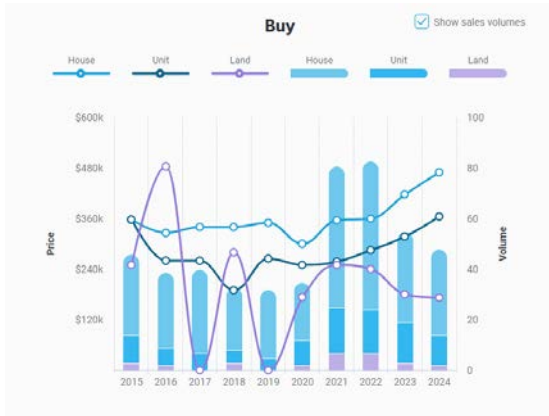 Buy
Show sales volumes
House Unit Land House Unit Land
$600k 100
$480k 80
$360k 60
Price Volume
$240k 40
$120k 20
0
2015 2016 2017 2018 2019 2020 2021 2022 2023 2024